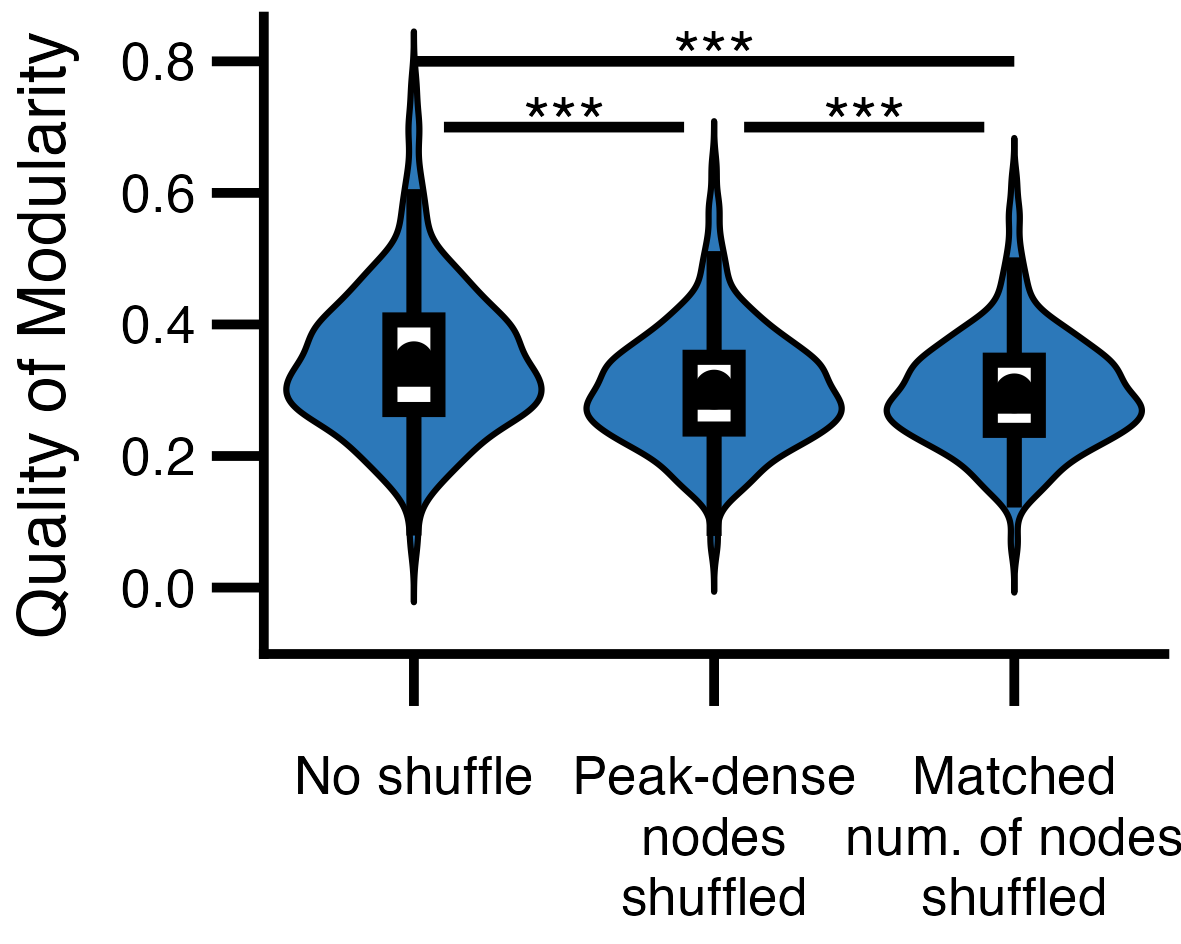 Quality of Modularity
0.8
0.6
0.4
0.2
0.0
***
***
***
No shuffle
Peak-dense
nodes
shuffled
Matched
num. of nodes
shuffled